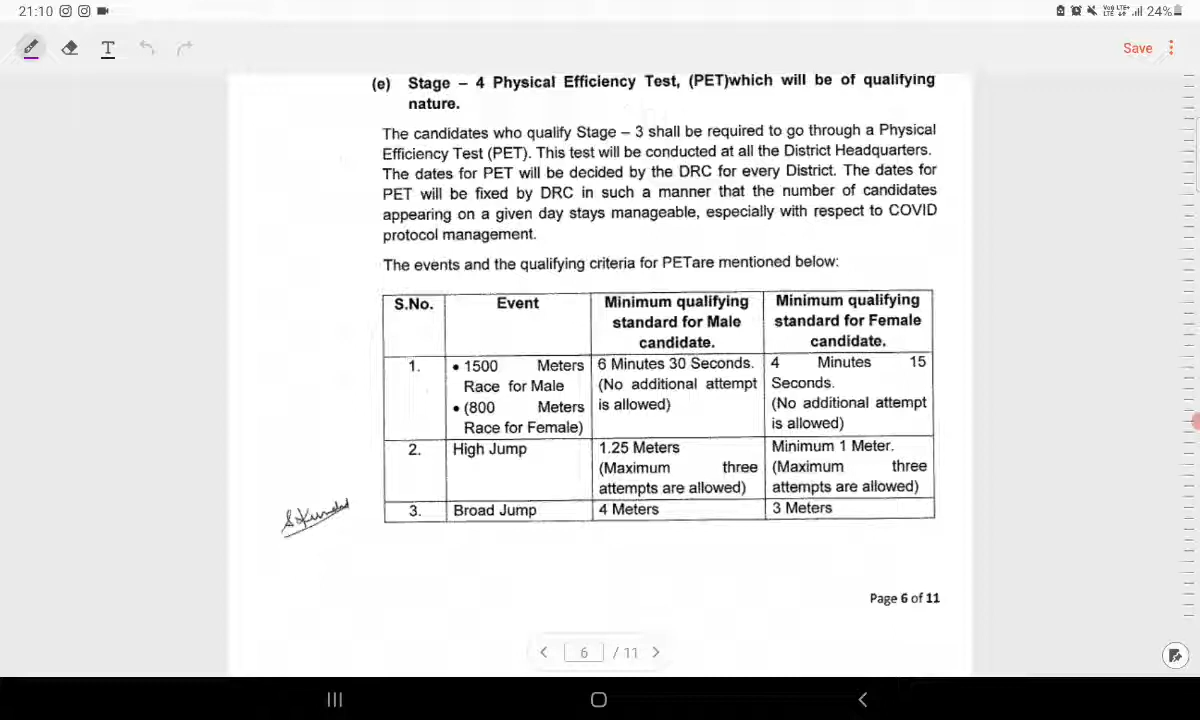 21:10
24%
Save
(e) Stage – 4 Physical Efficiency Test, (PET)which will be of qualifying
nature.
The candidates who qualify Stage – 3 shall be required to go through a Physical
Efficiency Test (PET). This test will be conducted at all the District Headquarters.
The dates for PET will be decided by the DRC for every District. The dates for
PET will be fixed by DRC in such a manner that the number of candidates
appearing on a given day stays manageable, especially with respect to COVID
protocol management.
The events and the qualifying criteria for PETare mentioned below:
S.No. Event Minimum qualifying standard for Male candidate. Minimum qualifying standard for Female candidate.
1. • 1500 Meters Race for Male • (800 Meters Race for Female) 6 Minutes 30 Seconds. (No additional attempt is allowed) 4 Minutes 15 Seconds. (No additional attempt is allowed)
2. High Jump 1.25 Meters (Maximum three attempts are allowed) Minimum 1 Meter. (Maximum three attempts are allowed)
3. Broad Jump 4 Meters 3 Meters
Page 6 of 11
6 / 11